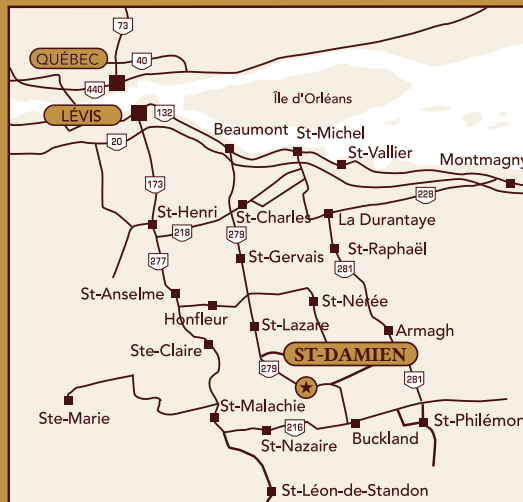 73
QUÉBEC
40
440
Île d'Orléans
LÉVIS
132
20
Beaumont
St-Michel
St-Vallier
Montmagny
173
228
St-Henri
St-Charles
La Durantaye
218
279
St-Raphaël
277
St-Gervais
281
St-Anselme
St-Nérée
Honfleur
St-Lazare
Armagh
Ste-Claire
ST-DAMIEN
279
281
Ste-Marie
St-Malachie
St-Philémon
216
St-Nazaire
Buckland
St-Léon-de-Standon